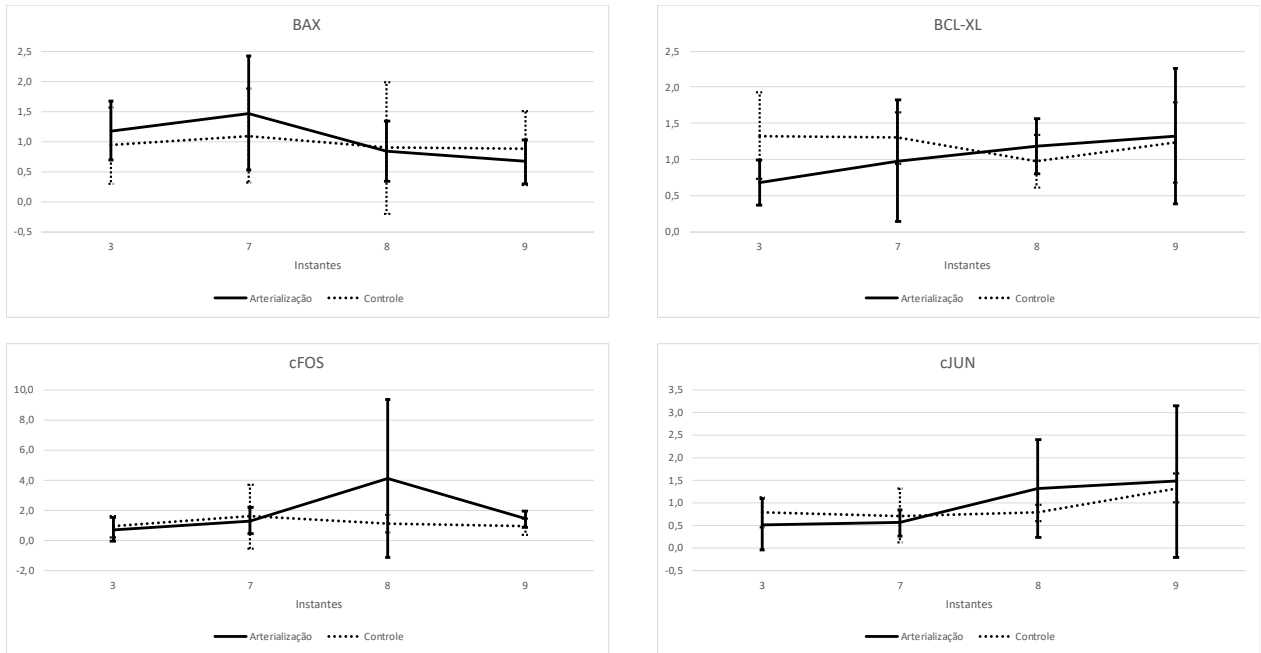 BAX
2,5
2,0
1,5
1,0
0,5
0,0
-0,5
3 7 8 9
Instantes
Arterialização Controle
BCL-XL
2,5
2,0
1,5
1,0
0,5
0,0
3 7 8 9
Instantes
Arterialização Controle
cFOS
10,0
8,0
6,0
4,0
2,0
0,0
-2,0
3 7 8 9
Instantes
Arterialização Controle
cJUN
3,5
3,0
2,5
2,0
1,5
1,0
0,5
0,0
-0,5
3 7 8 9
Instantes
Arterialização Controle